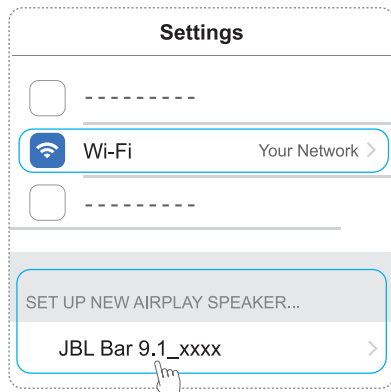 Settings
- - - - - - - - -
Wi-Fi Your Network >
- - - - - - - - -
SET UP NEW AIRPLAY SPEAKER...
JBL Bar 9.1_xxxx >